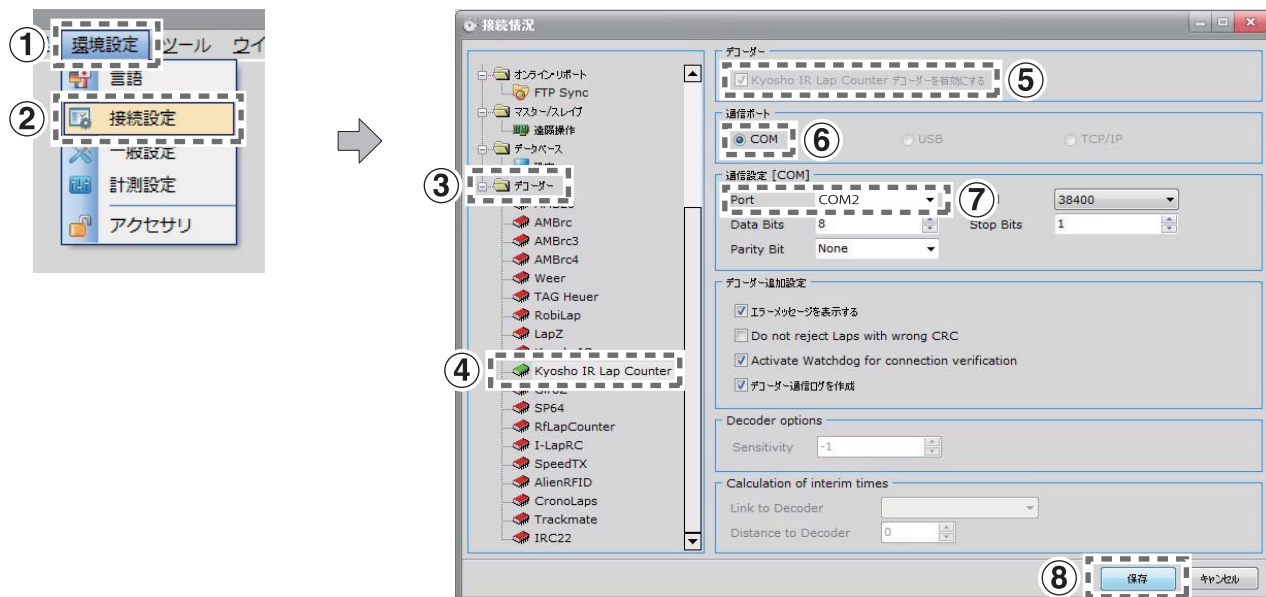 ①
環境設定 ツール ウイ
言語
②
接続設定
一般設定
計測設定
アクセサリ
接続情況
オンライン・リポート
FTP Sync
マスター/スレイブ
遠隔操作
データベース
③
デコーダー
AMBrc
AMBrc3
AMBrc4
Weer
TAG Heuer
RobiLap
LapZ
④
Kyosho IR Lap Counter
SP64
RfLapCounter
I-LapRC
SpeedTX
AlienRFID
CronoLaps
Trackmate
IRC22
デコーダー
Kyosho IR Lap Counter デコーダーを有効にする
⑤
通信ポート
COM
⑥
USB
TCP/IP
通信設定 [COM]
Port COM2
⑦
38400
Data Bits 8
Stop Bits 1
Parity Bit None
デコーダー追加設定
エラーメッセージを表示する
Do not reject Laps with wrong CRC
Activate Watchdog for connection verification
デコーダー通信ログを作成
Decoder options
Sensitivity -1
Calculation of interim times
Link to Decoder
Distance to Decoder 0
⑧
保存
キャンセル